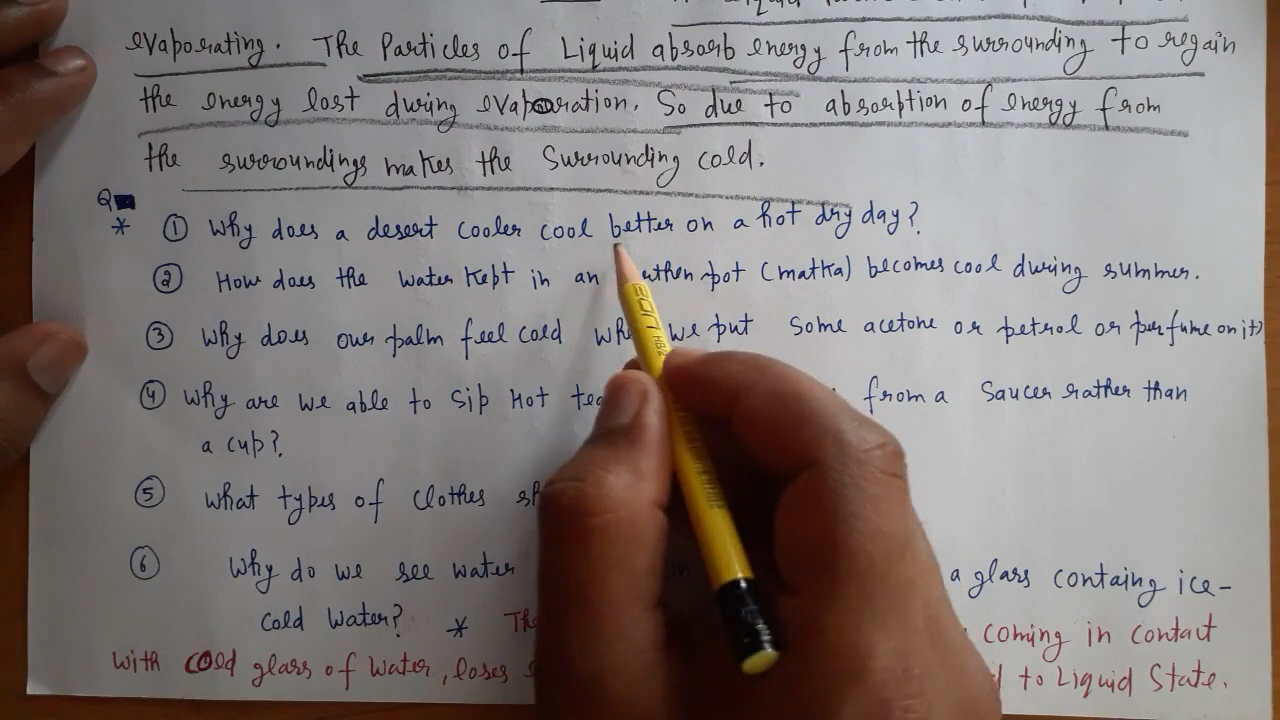 evaporating. The Particles of Liquid absorb energy from the surrounding to regain
the energy lost during evaporation. So due to absorption of energy from
the surroundings makes the Surrounding cold.
Q
* ① Why does a desert cooler cool better on a hot dry day?
② How does the water kept in an pot (matka) becomes cool during summer.
③ Why does our palm feel cold we put some acetone or petrol or perfume on it?
④ Why are we able to sip Hot tea from a Saucer rather than
a cup?
⑤ What types of clothes
⑥ Why do we see water a glass containg ice-
cold Water? * The coming in contact
with cold glass of Water, loses to Liquid State.
EON HB2